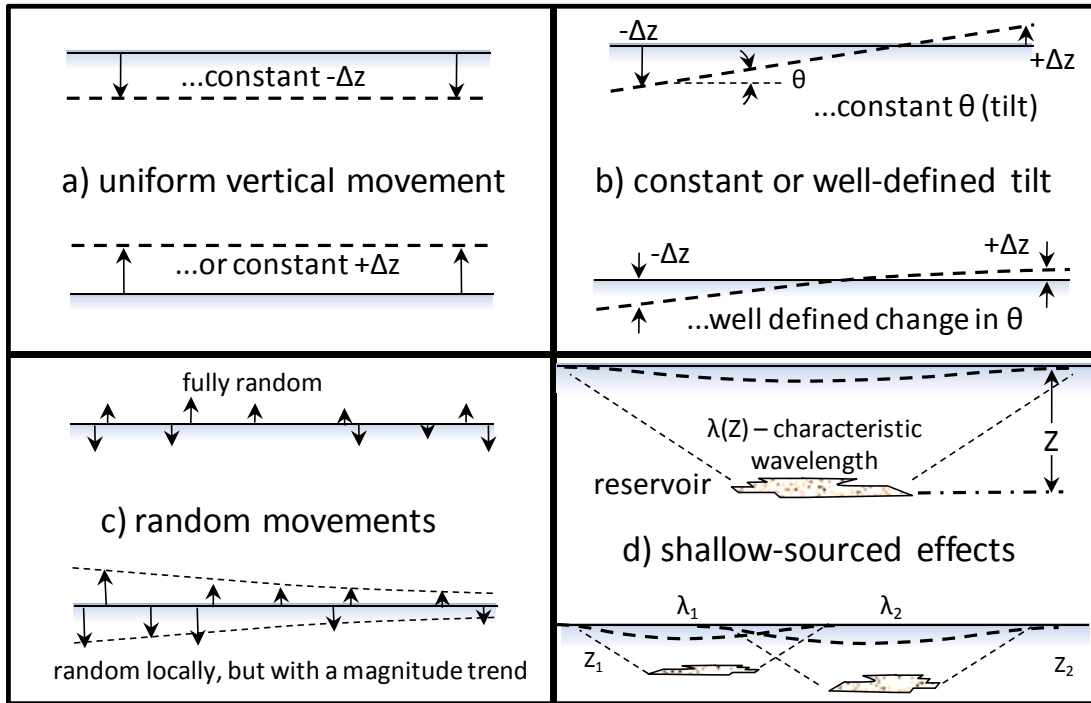 ...constant -Δz
a) uniform vertical movement
...or constant +Δz
-Δz
+Δz
θ
...constant θ (tilt)
b) constant or well-defined tilt
-Δz
+Δz
...well defined change in θ
fully random
c) random movements
random locally, but with a magnitude trend
λ(Z) – characteristic
wavelength
Z
reservoir
d) shallow-sourced effects
λ₁
λ₂
Z₁
Z₂